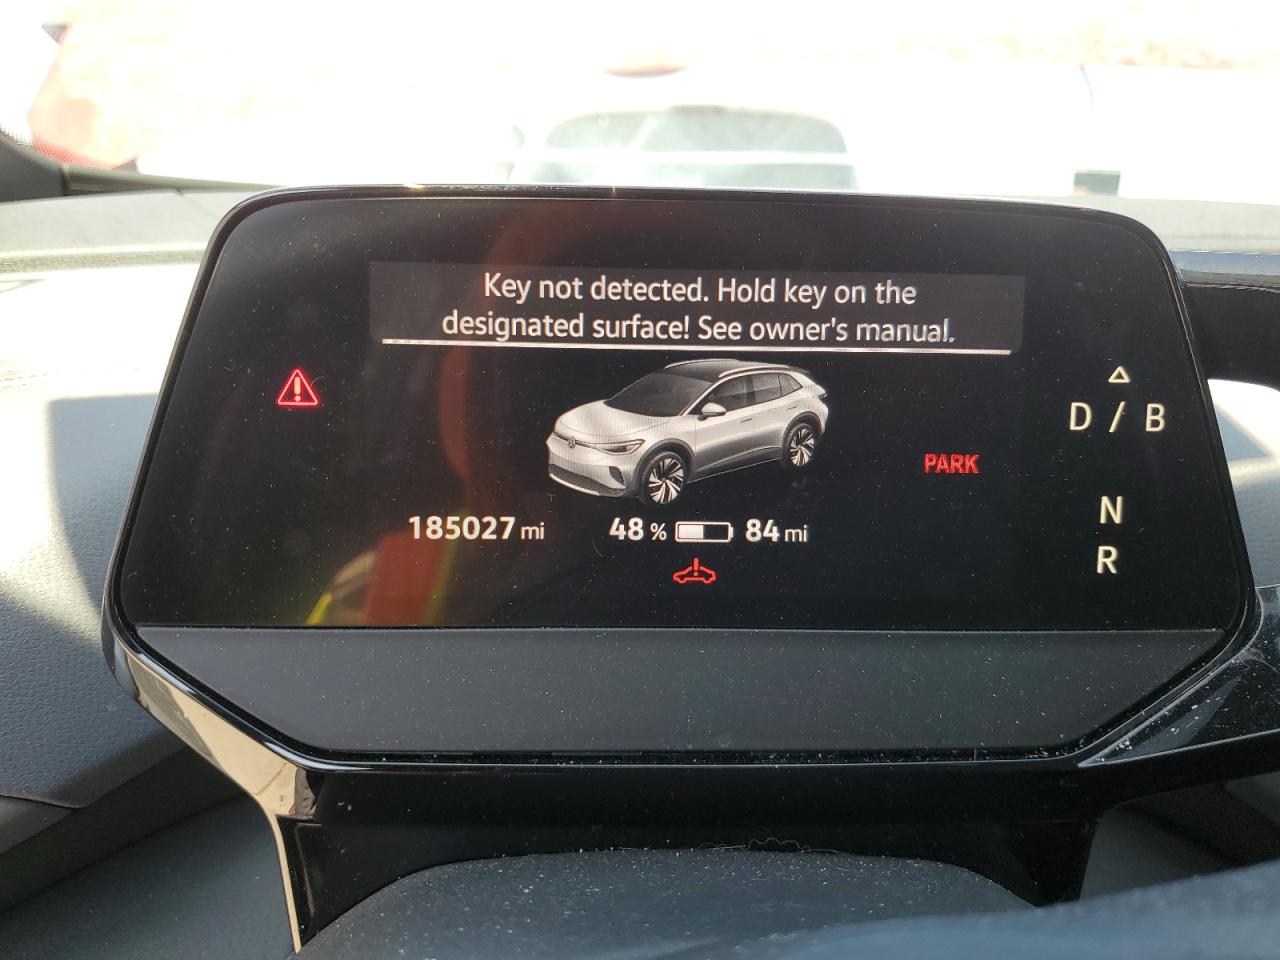 Key not detected. Hold key on the
designated surface! See owner's manual.
D / B
PARK
N
185027 mi 48 % 84 mi
R